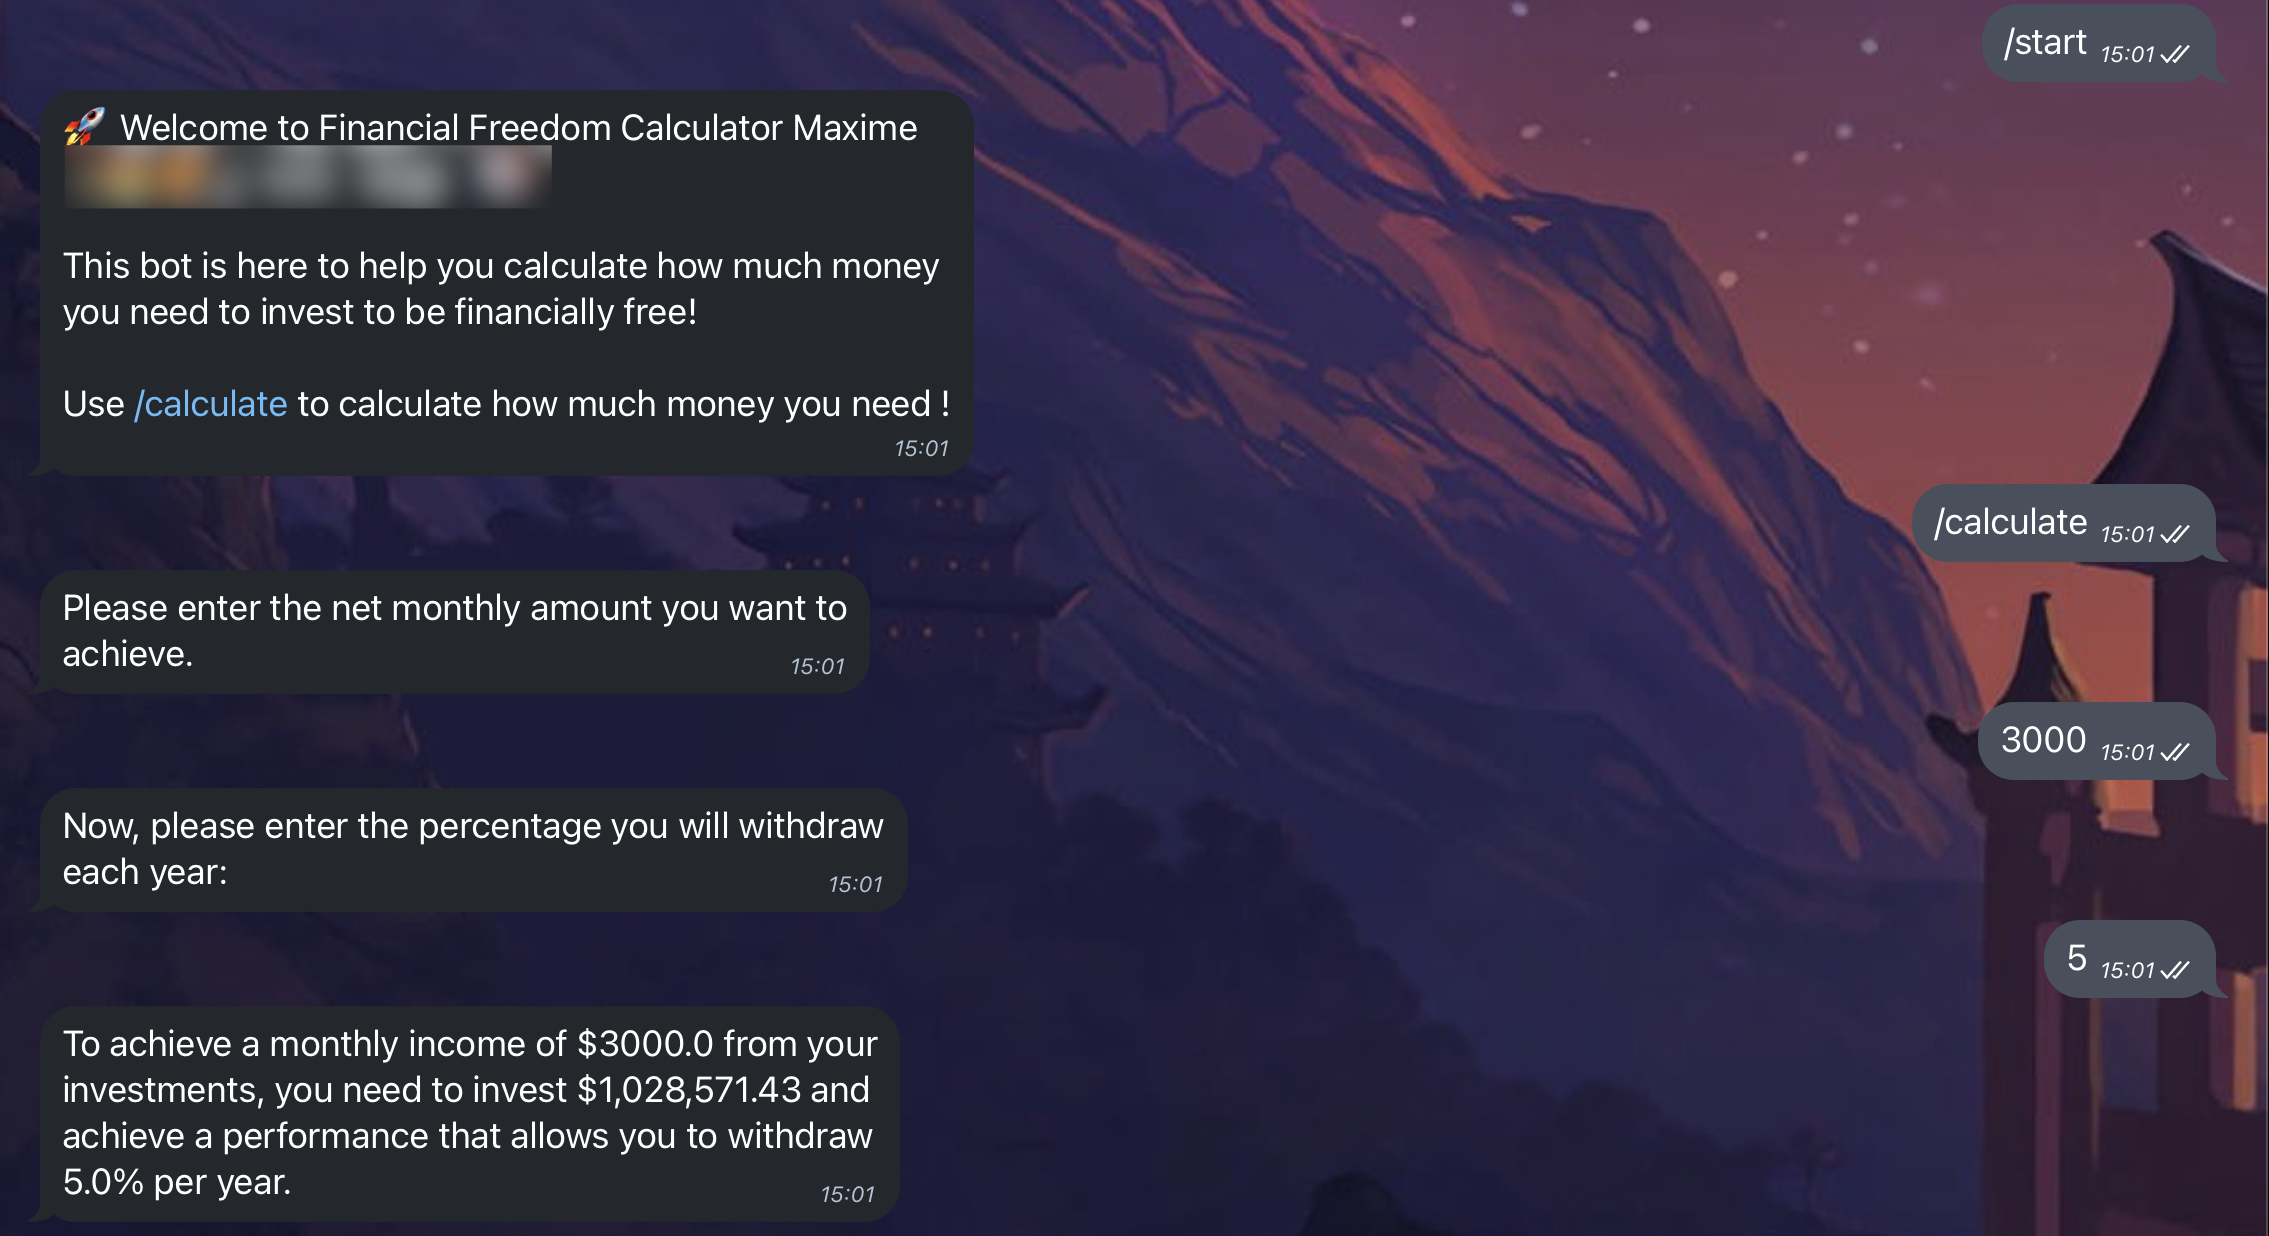 /start 15:01
🚀 Welcome to Financial Freedom Calculator Maxime
This bot is here to help you calculate how much money
you need to invest to be financially free!
Use /calculate to calculate how much money you need !
15:01
/calculate 15:01
Please enter the net monthly amount you want to
achieve.
15:01
3000 15:01
Now, please enter the percentage you will withdraw
each year:
15:01
5 15:01
To achieve a monthly income of $3000.0 from your
investments, you need to invest $1,028,571.43 and
achieve a performance that allows you to withdraw
5.0% per year.
15:01